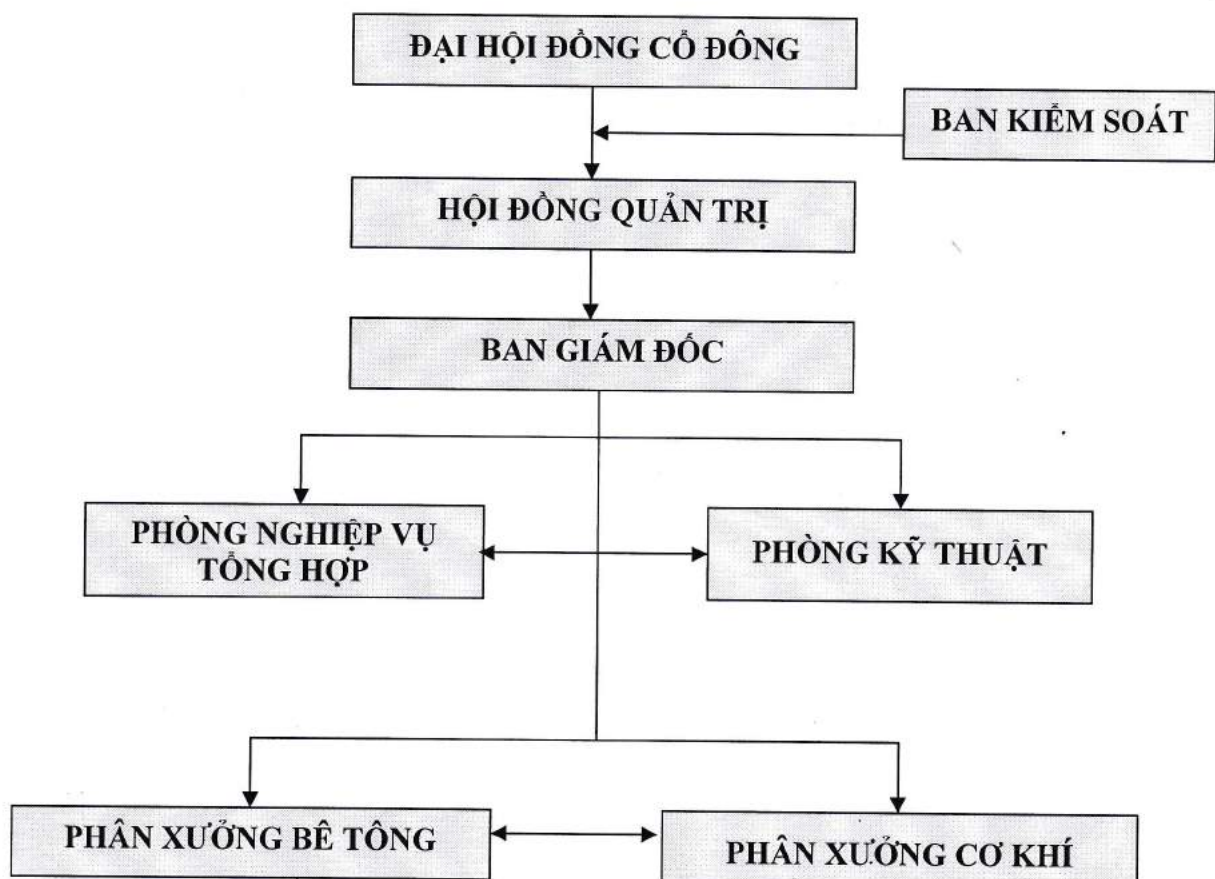 ĐẠI HỘI ĐỒNG CỔ ĐÔNG
BAN KIỂM SOÁT
HỘI ĐỒNG QUẢN TRỊ
BAN GIÁM ĐỐC
PHÒNG NGHIỆP VỤ
TỔNG HỢP
PHÒNG KỸ THUẬT
PHÂN XƯỞNG BÊ TÔNG
PHÂN XƯỞNG CƠ KHÍ